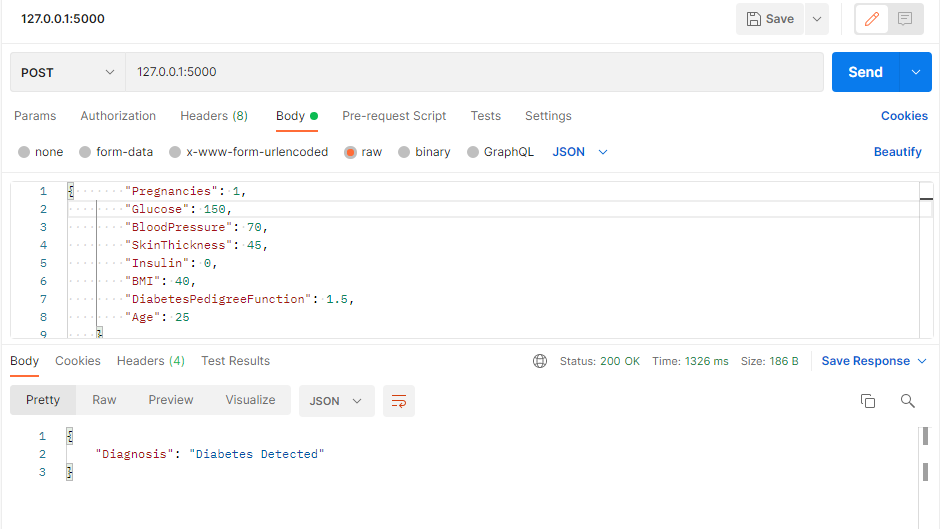 127.0.0.1:5000 Save
POST 127.0.0.1:5000 Send
Params Authorization Headers (8) Body Pre-request Script Tests Settings Cookies
none form-data x-www-form-urlencoded raw binary GraphQL JSON Beautify
1 { "Pregnancies": 1,
2 "Glucose": 150,
3 "BloodPressure": 70,
4 "SkinThickness": 45,
5 "Insulin": 0,
6 "BMI": 40,
7 "DiabetesPedigreeFunction": 1.5,
8 "Age": 25
9 }
Body Cookies Headers (4) Test Results Status: 200 OK Time: 1326 ms Size: 186 B Save Response
Pretty Raw Preview Visualize JSON
1 {
2 "Diagnosis": "Diabetes Detected"
3 }